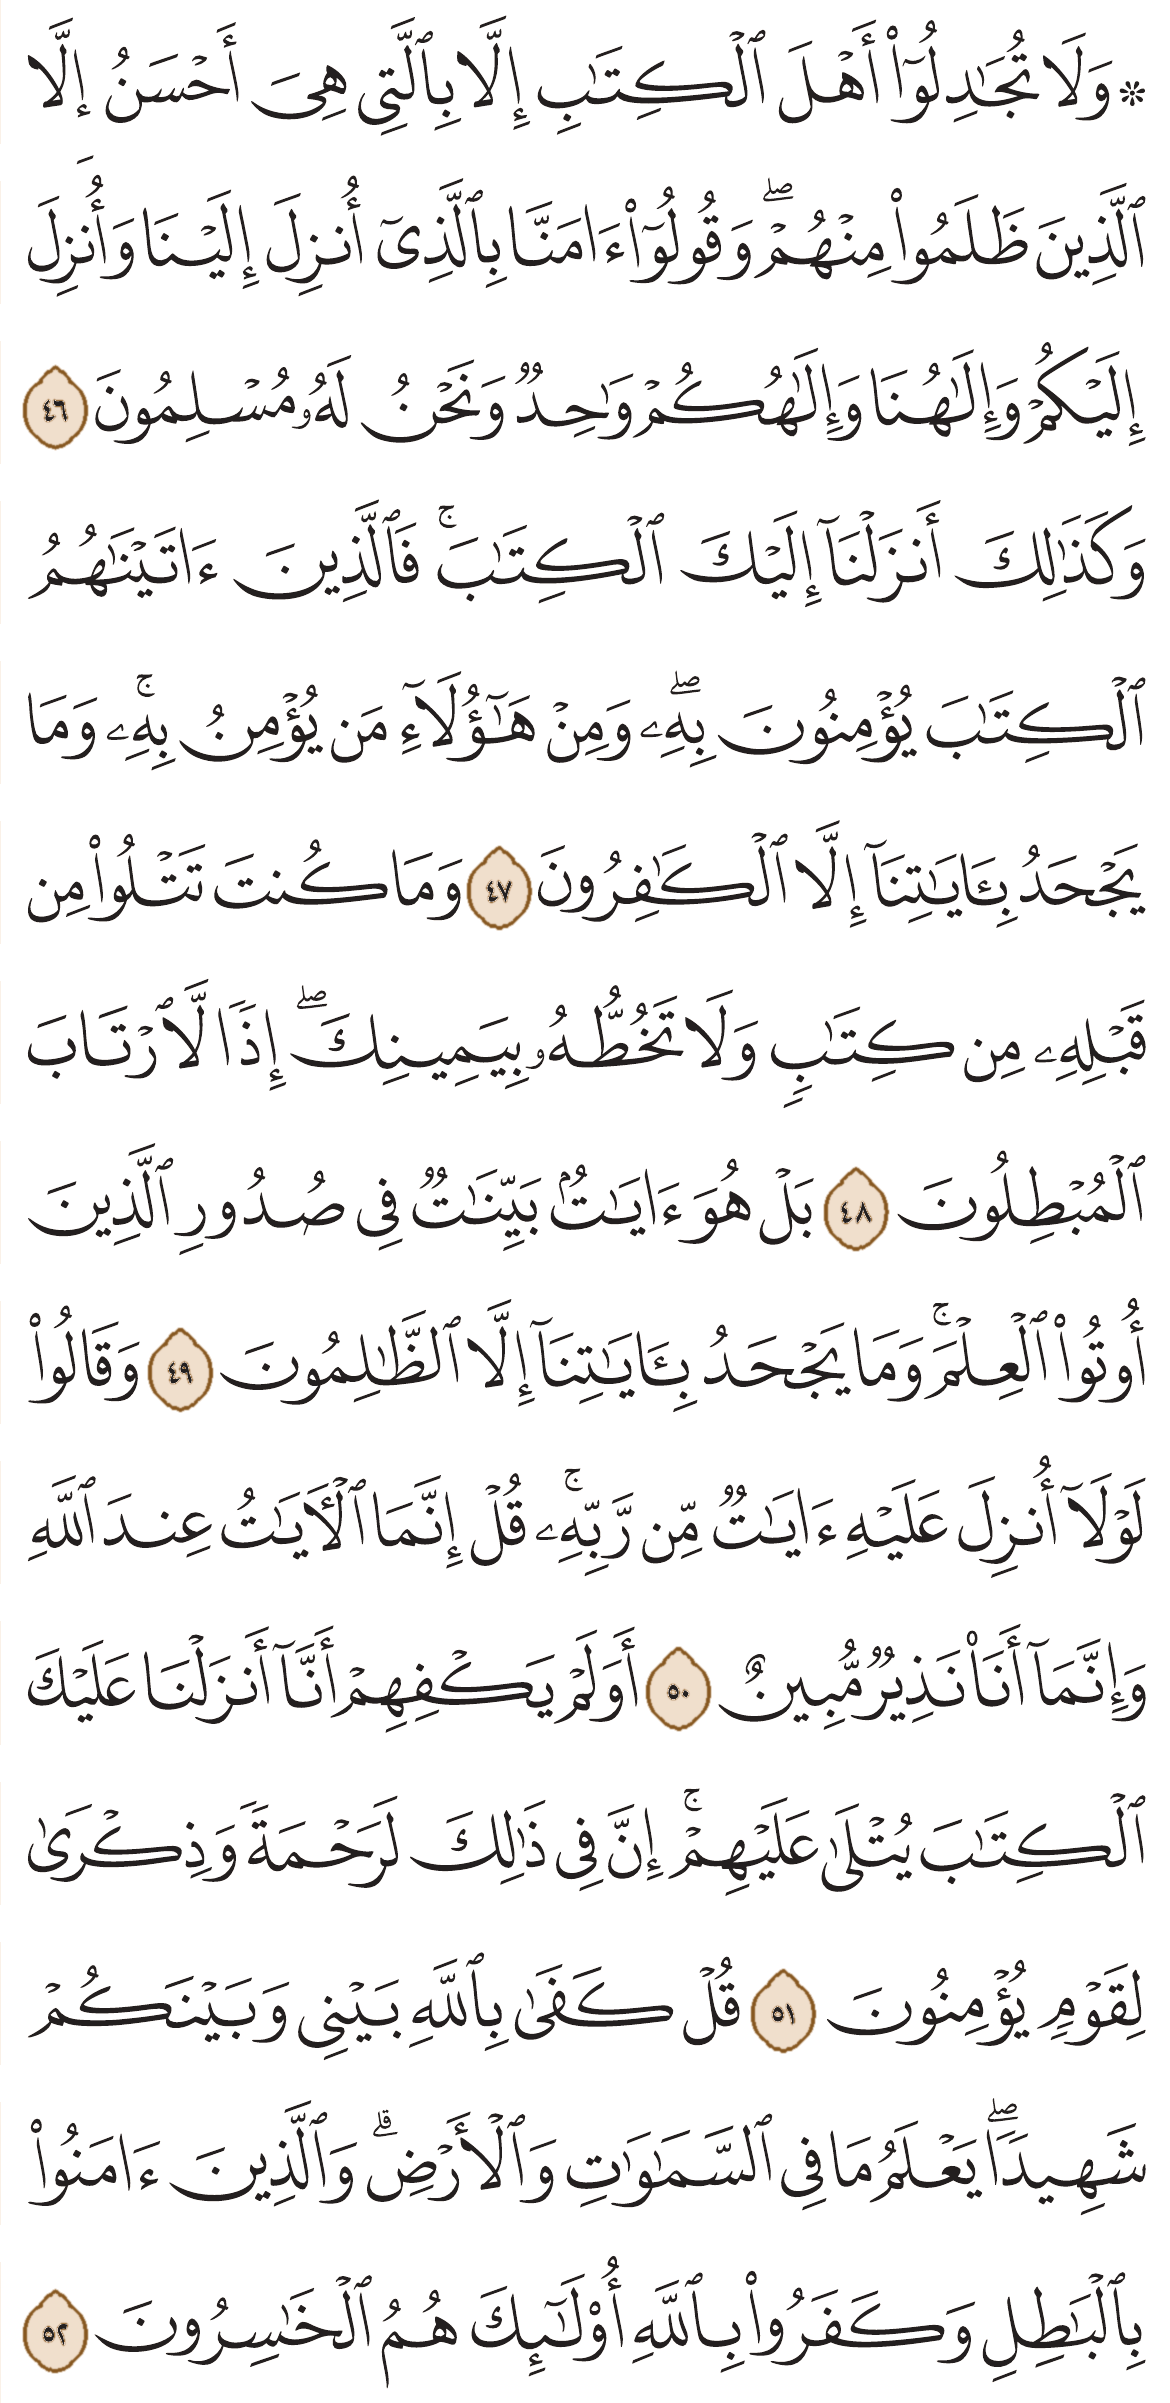 ۞ وَلَا تُجَٰدِلُوٓا۟ أَهْلَ ٱلْكِتَٰبِ إِلَّا بِٱلَّتِى هِىَ أَحْسَنُ إِلَّا
ٱلَّذِينَ ظَلَمُوا۟ مِنْهُمْ ۖ وَقُولُوٓا۟ ءَامَنَّا بِٱلَّذِىٓ أُنزِلَ إِلَيْنَا وَأُنزِلَ
إِلَيْكُمْ وَإِلَٰهُنَا وَإِلَٰهُكُمْ وَٰحِدٌ وَنَحْنُ لَهُۥ مُسْلِمُونَ ٤٦
وَكَذَٰلِكَ أَنزَلْنَآ إِلَيْكَ ٱلْكِتَٰبَ ۚ فَٱلَّذِينَ ءَاتَيْنَٰهُمُ
ٱلْكِتَٰبَ يُؤْمِنُونَ بِهِۦ ۖ وَمِنْ هَٰٓؤُلَآءِ مَن يُؤْمِنُ بِهِۦ ۚ وَمَا
يَجْحَدُ بِـَٔايَٰتِنَآ إِلَّا ٱلْكَٰفِرُونَ ٤٧ وَمَا كُنتَ تَتْلُوا۟ مِن
قَبْلِهِۦ مِن كِتَٰبٍ وَلَا تَخُطُّهُۥ بِيَمِينِكَ ۖ إِذًا لَّٱرْتَابَ
ٱلْمُبْطِلُونَ ٤٨ بَلْ هُوَ ءَايَٰتٌۢ بَيِّنَٰتٌ فِى صُدُورِ ٱلَّذِينَ
أُوتُوا۟ ٱلْعِلْمَ ۚ وَمَا يَجْحَدُ بِـَٔايَٰتِنَآ إِلَّا ٱلظَّٰلِمُونَ ٤٩ وَقَالُوا۟
لَوْلَآ أُنزِلَ عَلَيْهِ ءَايَٰتٌ مِّن رَّبِّهِۦ ۚ قُلْ إِنَّمَا ٱلْـَٔايَٰتُ عِندَ ٱللَّهِ
وَإِنَّمَآ أَنَا۠ نَذِيرٌ مُّبِينٌ ٥٠ أَوَلَمْ يَكْفِهِمْ أَنَّآ أَنزَلْنَا عَلَيْكَ
ٱلْكِتَٰبَ يُتْلَىٰ عَلَيْهِمْ ۚ إِنَّ فِى ذَٰلِكَ لَرَحْمَةً وَذِكْرَىٰ
لِقَوْمٍ يُؤْمِنُونَ ٥١ قُلْ كَفَىٰ بِٱللَّهِ بَيْنِى وَبَيْنَكُمْ
شَهِيدًا ۖ يَعْلَمُ مَا فِى ٱلسَّمَٰوَٰتِ وَٱلْأَرْضِ ۗ وَٱلَّذِينَ ءَامَنُوا۟
بِٱلْبَٰطِلِ وَكَفَرُوا۟ بِٱللَّهِ أُو۟لَٰٓئِكَ هُمُ ٱلْخَٰسِرُونَ ٥٢